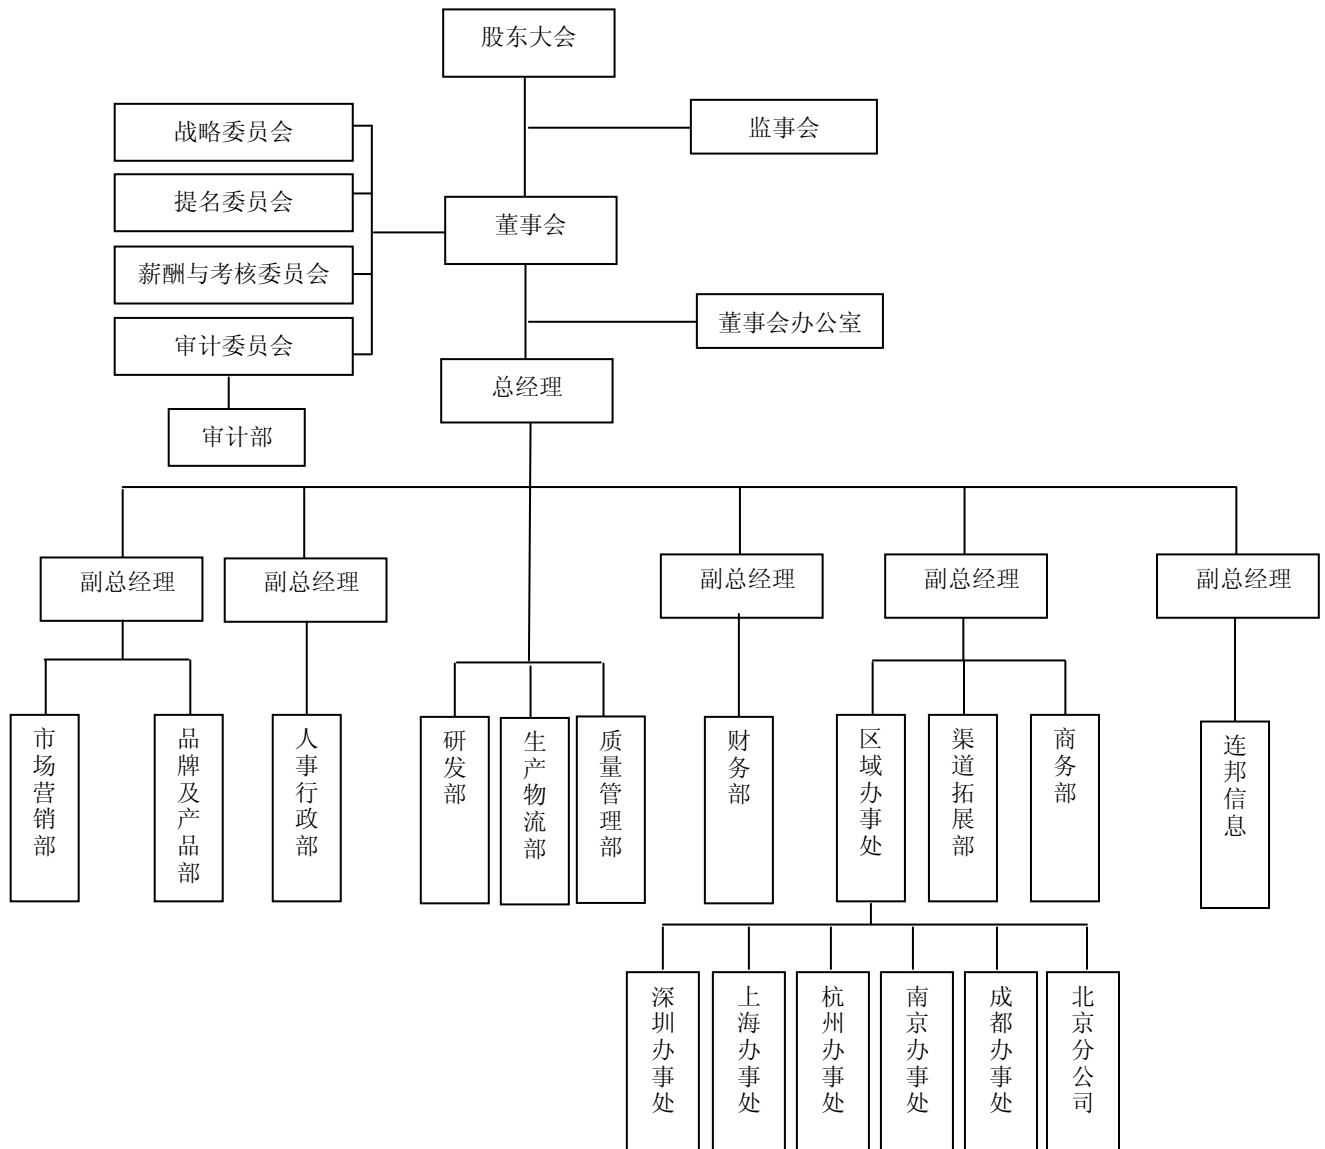 股东大会
监事会
战略委员会
提名委员会
董事会
薪酬与考核委员会
董事会办公室
审计委员会
总经理
审计部
副总经理
副总经理
副总经理
副总经理
副总经理
市场营销部
品牌及产品部
人事行政部
研发部
生产物流部
质量管理部
财务部
区域办事处
渠道拓展部
商务部
连邦信息
深圳办事处
上海办事处
杭州办事处
南京办事处
成都办事处
北京分公司